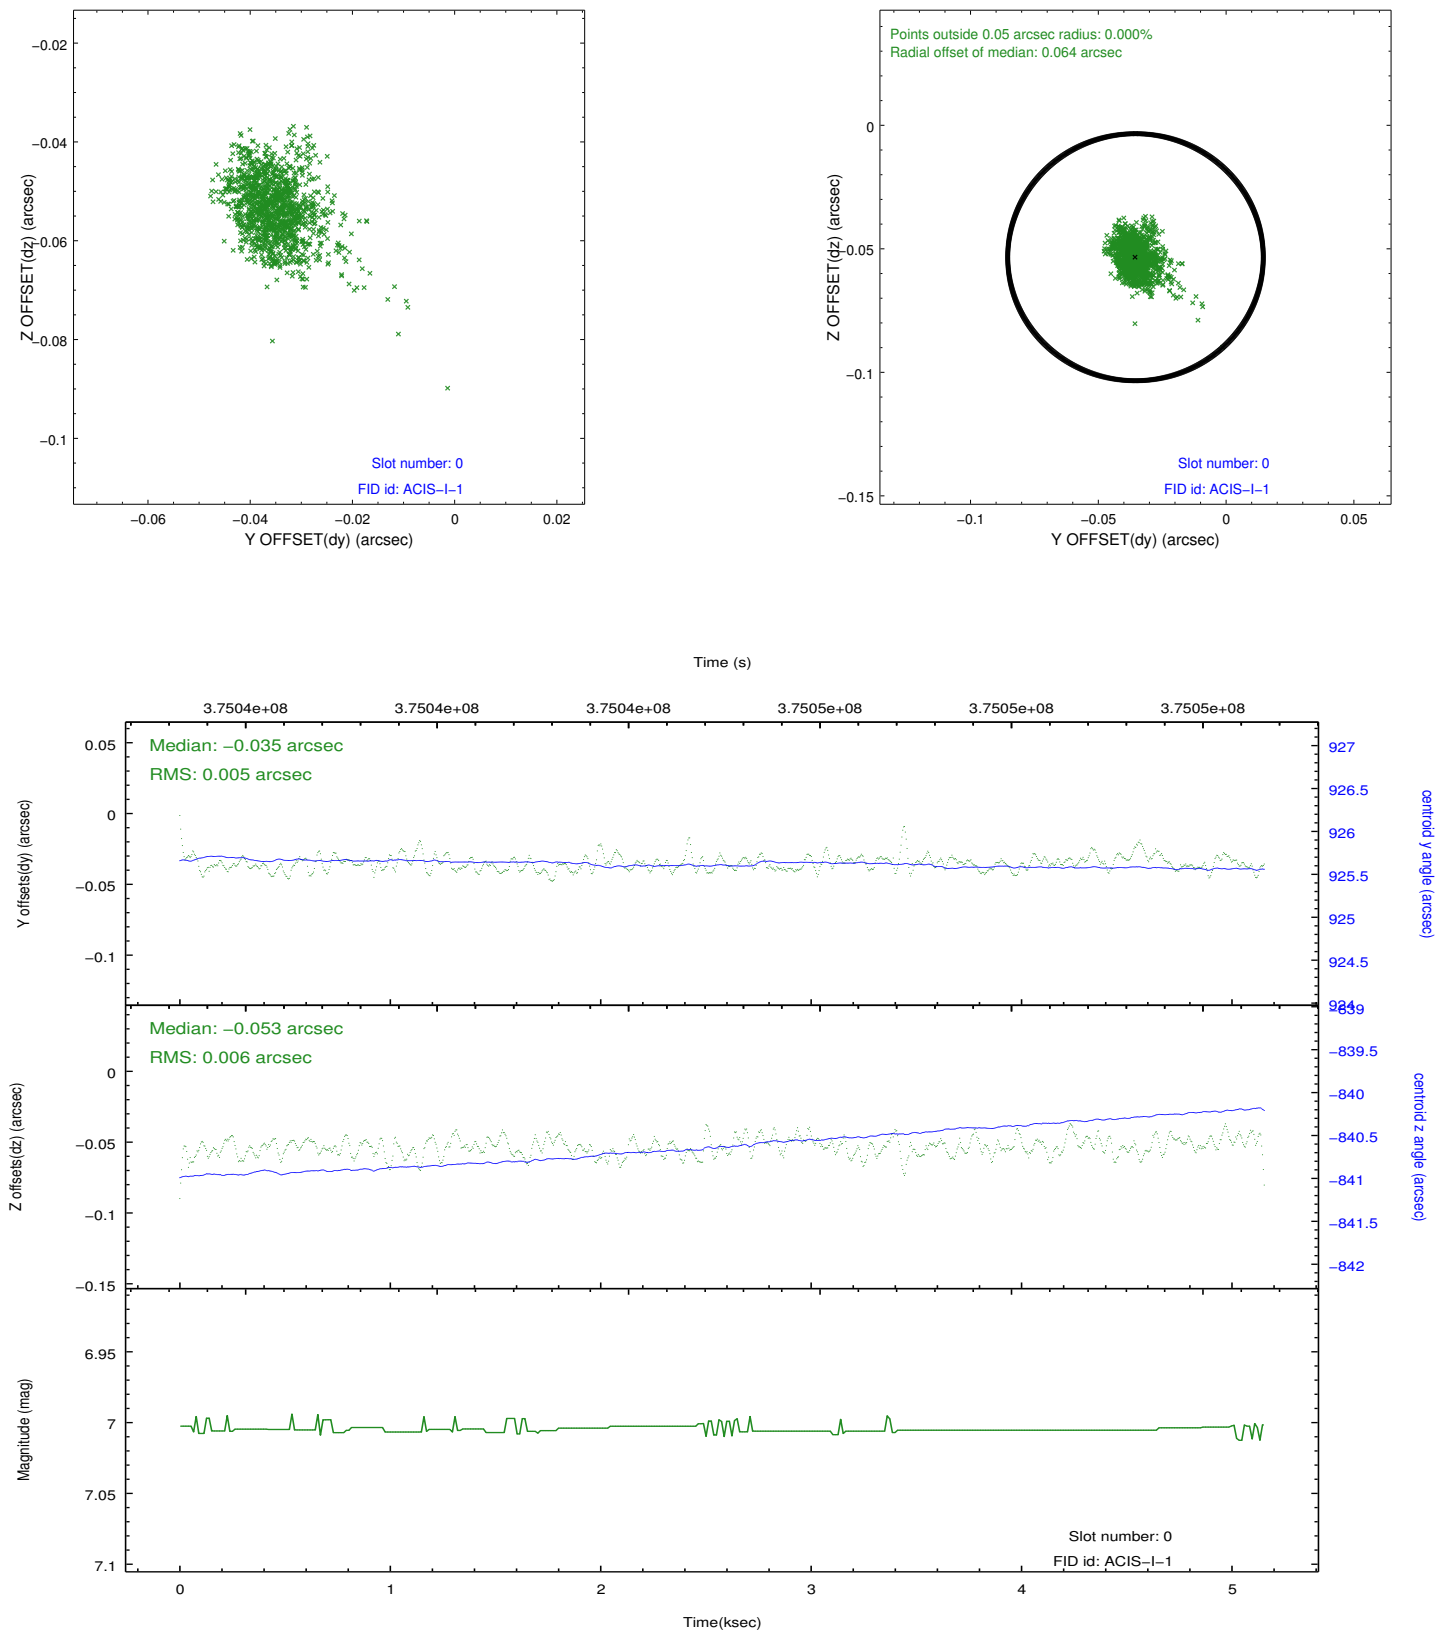 −0.02
−0.04
−0.06
−0.08
−0.1
Z OFFSET(dz) (arcsec)
Slot number: 0
FID id: ACIS−I−1
−0.06 −0.04 −0.02 0 0.02
Y OFFSET(dy) (arcsec)
Points outside 0.05 arcsec radius: 0.000%
Radial offset of median: 0.064 arcsec
0
−0.05
−0.1
−0.15
Z OFFSET(dz) (arcsec)
Slot number: 0
FID id: ACIS−I−1
−0.1 −0.05 0 0.05
Y OFFSET(dy) (arcsec)
Time (s)
3.7504e+08 3.7504e+08 3.7504e+08 3.7505e+08 3.7505e+08 3.7505e+08
Median: −0.035 arcsec
RMS: 0.005 arcsec
0.05
0
−0.05
−0.1
Y offsets(dy) (arcsec)
927
926.5
926
925.5
925
924.5
924
centroid y angle (arcsec)
Median: −0.053 arcsec
RMS: 0.006 arcsec
0
−0.05
−0.1
−0.15
Z offsets(dz) (arcsec)
−839
−839.5
−840
−840.5
−841
−841.5
−842
centroid z angle (arcsec)
6.95
7
7.05
7.1
Magnitude (mag)
Slot number: 0
FID id: ACIS−I−1
0 1 2 3 4 5
Time(ksec)